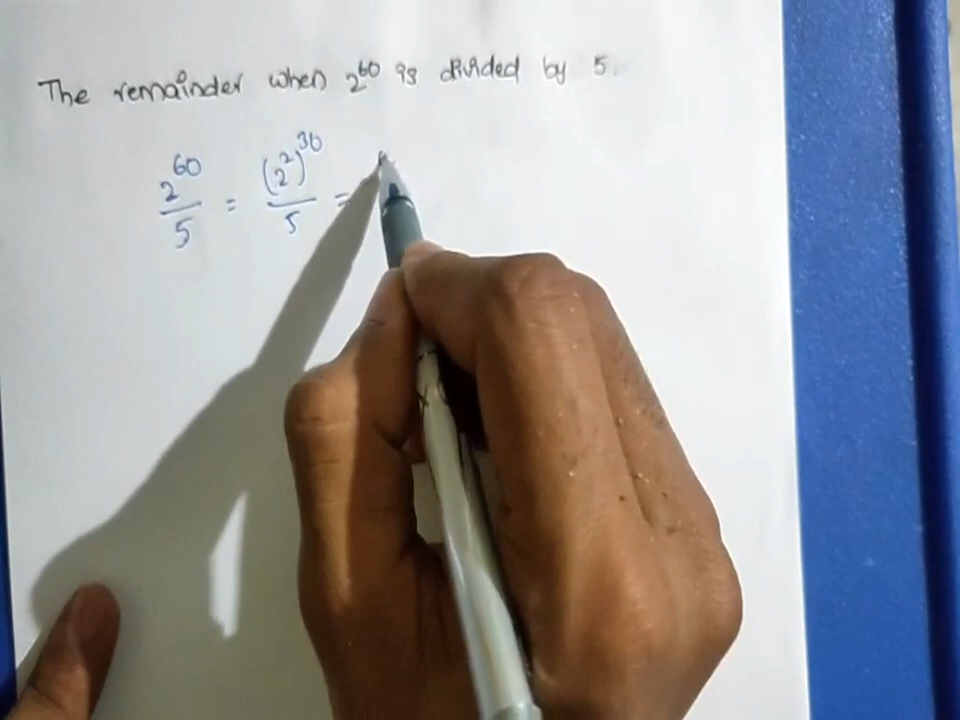 The remainder when 2^60 is divided by 5.
2^60/5 = (2^2)^30/5 =